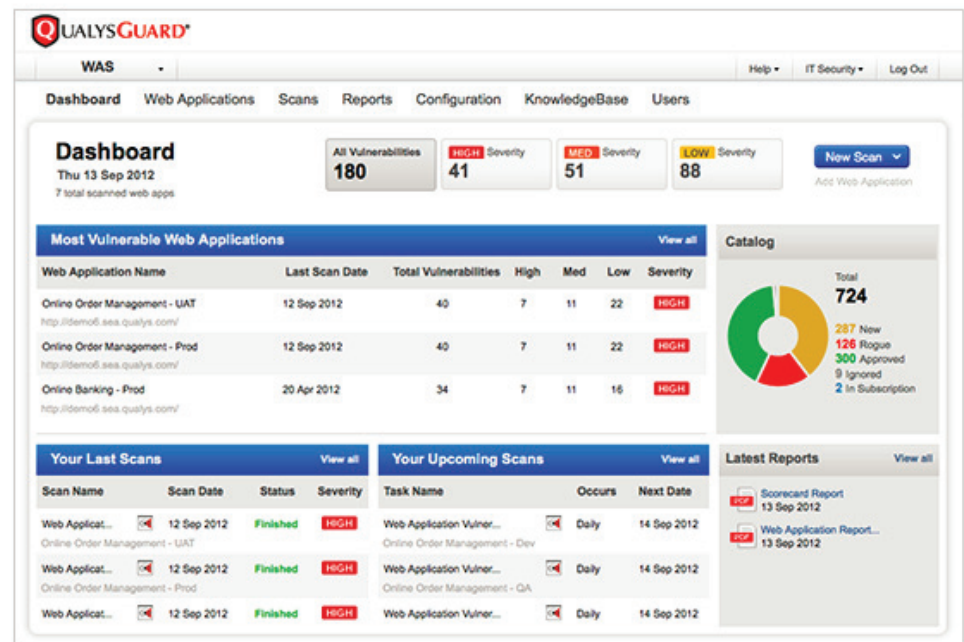 QUALYSGUARD®
WAS
Help IT Security Log Out
Dashboard Web Applications Scans Reports Configuration KnowledgeBase Users
Dashboard
Thu 13 Sep 2012
7 total scanned web apps
All Vulnerabilities
180
HIGH Severity
41
MED Severity
51
LOW Severity
88
New Scan
Add Web Application
Most Vulnerable Web Applications View all
Web Application Name Last Scan Date Total Vulnerabilities High Med Low Severity
Online Order Management - UAT 12 Sep 2012 40 7 11 22 HIGH
http://demo6.sea.qualys.com/
Online Order Management - Prod 12 Sep 2012 40 7 11 22 HIGH
http://demo6.sea.qualys.com/
Online Banking - Prod 20 Apr 2012 34 7 11 16 HIGH
http://demo6.sea.qualys.com/
Catalog
Total
724
287 New
126 Rogue
300 Approved
9 Ignored
2 In Subscription
Your Last Scans View all
Scan Name Scan Date Status Severity
Web Applicat... 12 Sep 2012 Finished HIGH
Online Order Management - UAT
Web Applicat... 12 Sep 2012 Finished HIGH
Online Order Management - Prod
Web Applicat... 12 Sep 2012 Finished HIGH
Your Upcoming Scans View all
Task Name Occurs Next Date
Web Application Vulner... Daily 14 Sep 2012
Online Order Management - Dev
Web Application Vulner... Daily 14 Sep 2012
Online Order Management - QA
Web Application Vulner... Daily 14 Sep 2012
Latest Reports View all
PDF Scorecard Report
13 Sep 2012
PDF Web Application Report...
13 Sep 2012